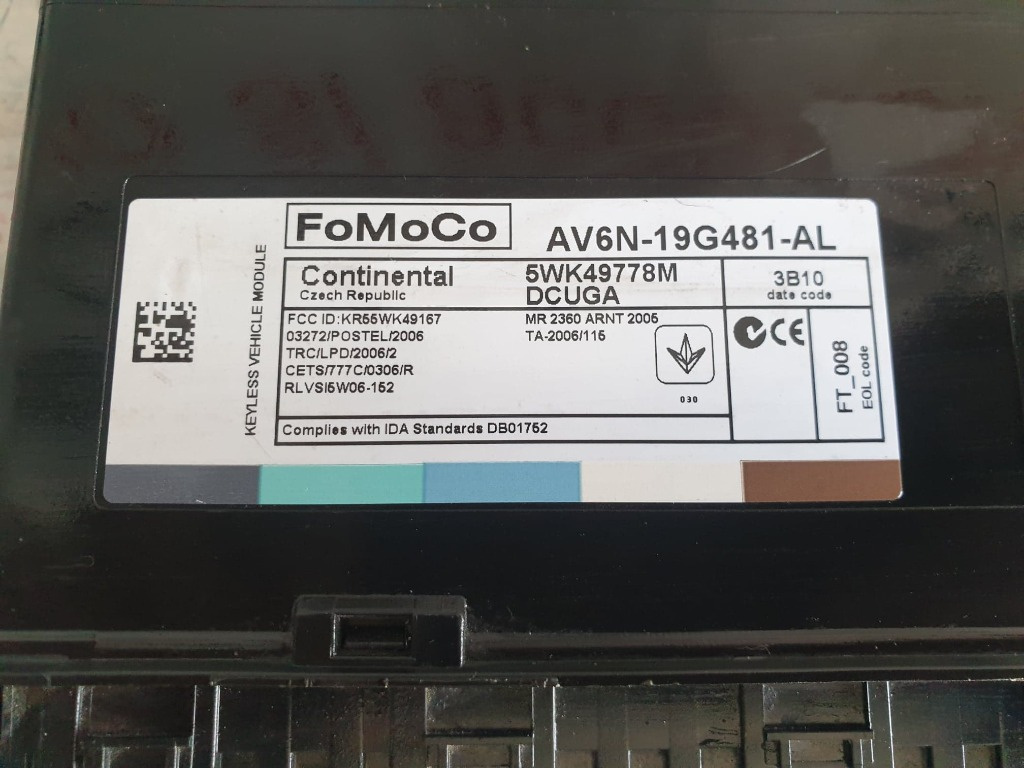 FoMoCo
AV6N-19G481-AL
KEYLESS VEHICLE MODULE
Continental
Czech Republic
5WK49778M
DCUGA
3B10
date code
FCC ID:KR55WK49167
03272/POSTEL/2006
TRC/LPD/2006/2
CETS/777C/0306/R
RLVSI5W06-152
MR 2360 ARNT 2005
TA-2006/115
030
CE
FT_008
EOL code
Complies with IDA Standards DB01752